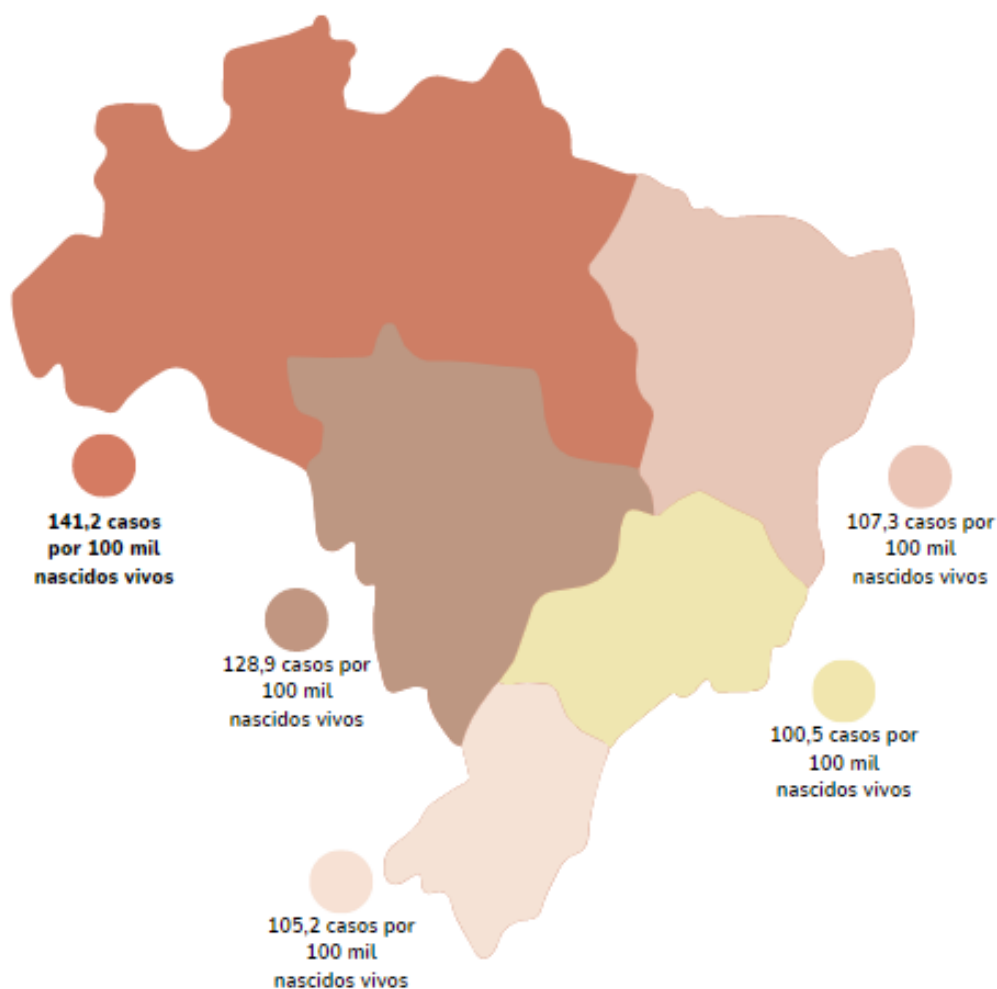 141,2 casos
por 100 mil
nascidos vivos
107,3 casos por
100 mil
nascidos vivos
128,9 casos por
100 mil
nascidos vivos
100,5 casos por
100 mil
nascidos vivos
105,2 casos por
100 mil
nascidos vivos